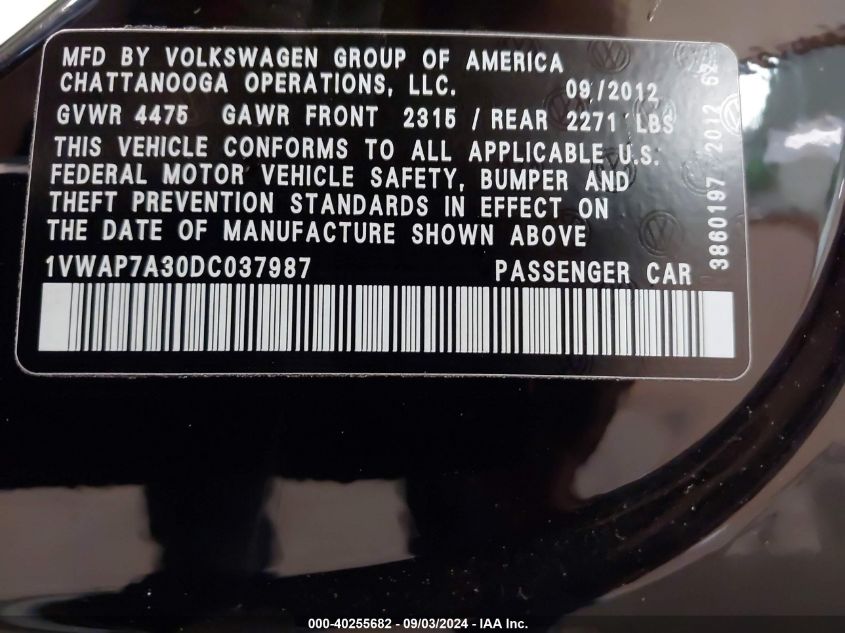 MFD BY VOLKSWAGEN GROUP OF AMERICA
CHATTANOOGA OPERATIONS, LLC. 09/2012
GVWR 4475 GAWR FRONT 2315 / REAR 2271 LBS
THIS VEHICLE CONFORMS TO ALL APPLICABLE U.S.
FEDERAL MOTOR VEHICLE SAFETY, BUMPER AND
THEFT PREVENTION STANDARDS IN EFFECT ON
THE DATE OF MANUFACTURE SHOWN ABOVE
1VWAP7A30DC037987 PASSENGER CAR
3860197 2012
000-40255682 - 09/03/2024 - IAA Inc.